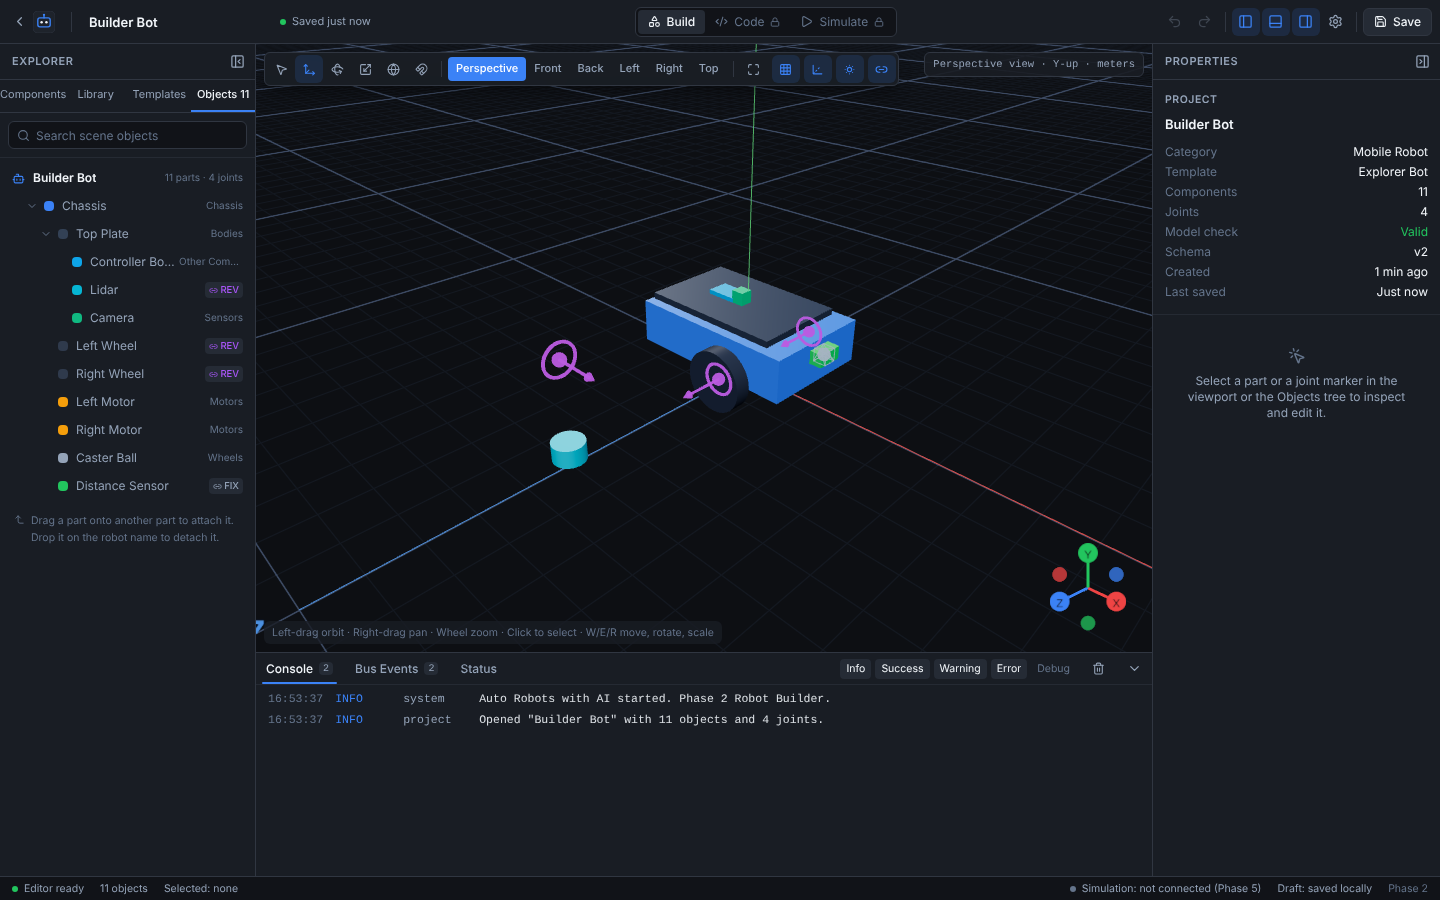 Builder Bot
Saved just now
Build
Code
Simulate
Save
EXPLORER
Components Library Templates Objects 11
Search scene objects
Builder Bot 11 parts · 4 joints
Chassis Chassis
Top Plate Bodies
Controller Bo... Other Com...
Lidar REV
Camera Sensors
Left Wheel REV
Right Wheel REV
Left Motor Motors
Right Motor Motors
Caster Ball Wheels
Distance Sensor FIX
Drag a part onto another part to attach it.
Drop it on the robot name to detach it.
Perspective Front Back Left Right Top
Perspective view · Y-up · meters
Y
Z
X
Z
Left-drag orbit · Right-drag pan · Wheel zoom · Click to select · W/E/R move, rotate, scale
Console 2 Bus Events 2 Status
Info Success Warning Error Debug
16:53:37 INFO system Auto Robots with AI started. Phase 2 Robot Builder.
16:53:37 INFO project Opened "Builder Bot" with 11 objects and 4 joints.
PROPERTIES
PROJECT
Builder Bot
Category Mobile Robot
Template Explorer Bot
Components 11
Joints 4
Model check Valid
Schema v2
Created 1 min ago
Last saved Just now
Select a part or a joint marker in the
viewport or the Objects tree to inspect
and edit it.
Editor ready 11 objects Selected: none
Simulation: not connected (Phase 5) Draft: saved locally Phase 2